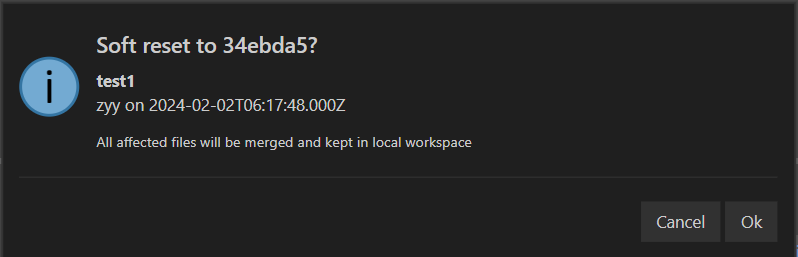 Soft reset to 34ebda5?
test1
zyy on 2024-02-02T06:17:48.000Z
All affected files will be merged and kept in local workspace
Cancel Ok